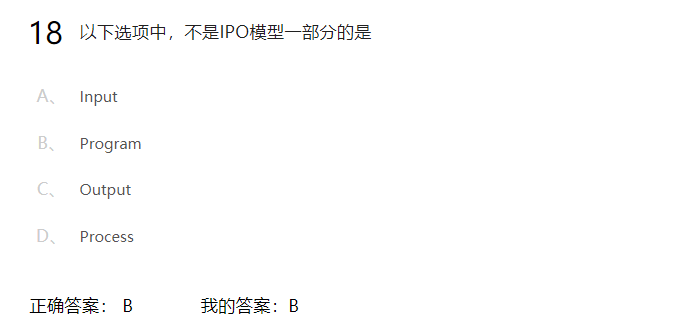 18 以下选项中，不是IPO模型一部分的是
A、 Input
B、 Program
C、 Output
D、 Process
正确答案： B 我的答案：B